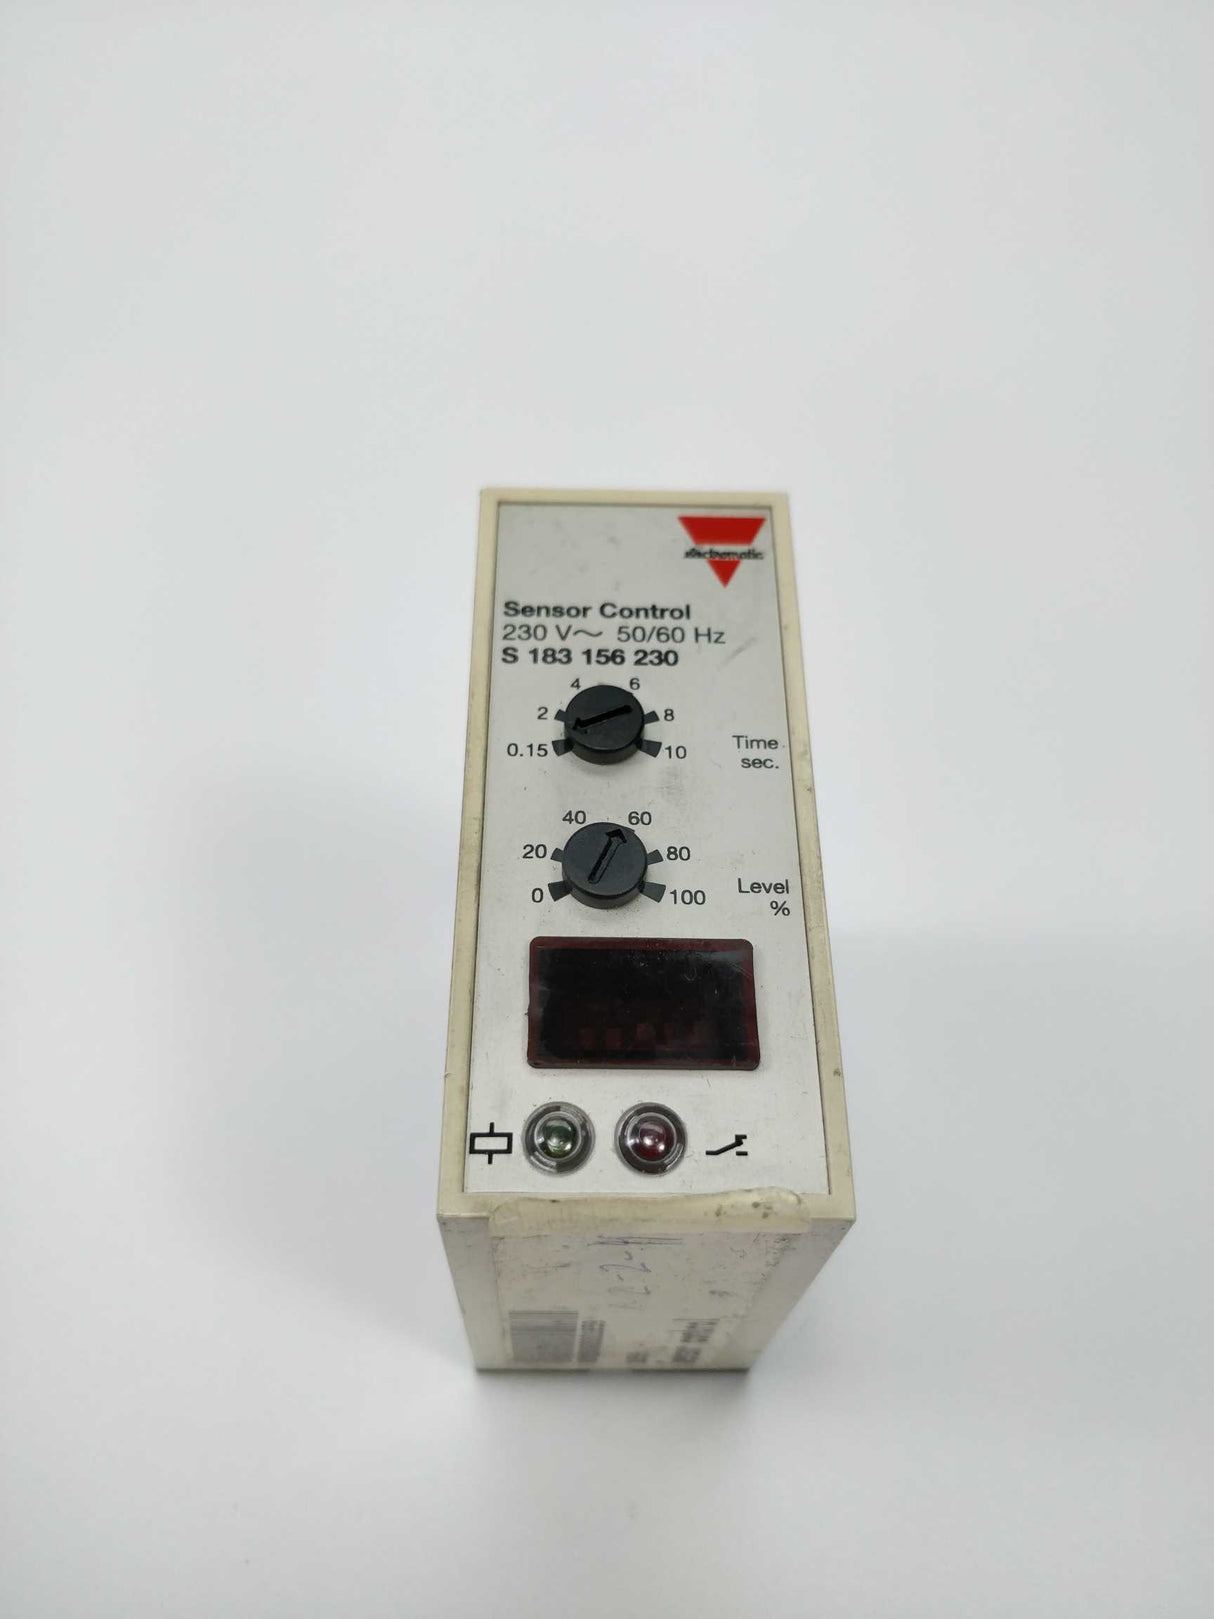 electromatic
Sensor Control
230 V~ 50/60 Hz
S 183 156 230
4 6
2 8
0.15 10
Time
sec.
40 60
20 80
0 100
Level
%